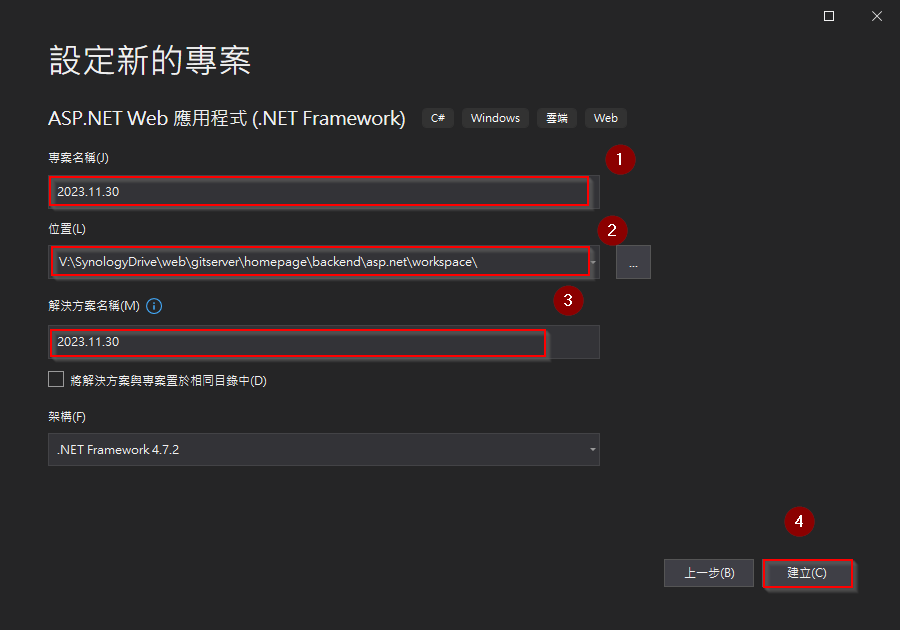 設定新的專案
ASP.NET Web 應用程式 (.NET Framework) C# Windows 雲端 Web
專案名稱(J)
1
2023.11.30
位置(L)
2
V:\SynologyDrive\web\gitserver\homepage\backend\asp.net\workspace\
...
解決方案名稱(M)
3
2023.11.30
將解決方案與專案置於相同目錄中(D)
架構(F)
.NET Framework 4.7.2
4
上一步(B) 建立(C)